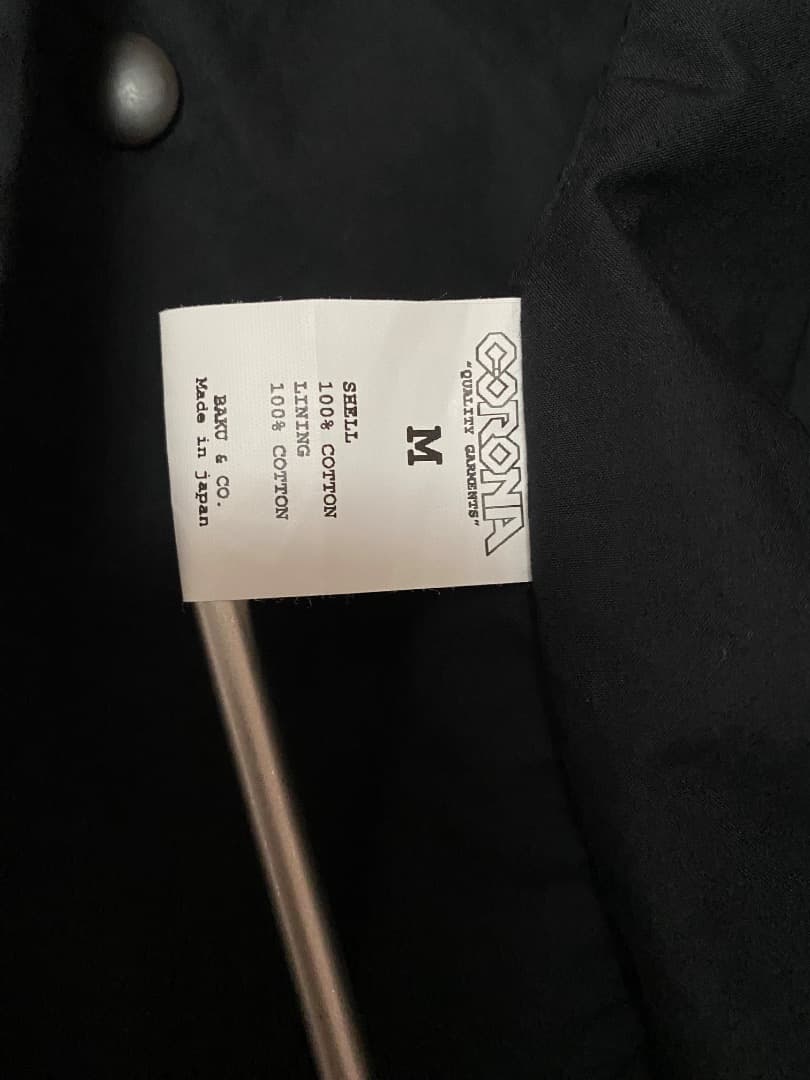 CORONA
"QUALITY GARMENTS"
M
SHELL
100% COTTON
LINING
100% COTTON
BAKU & CO.
Made in japan